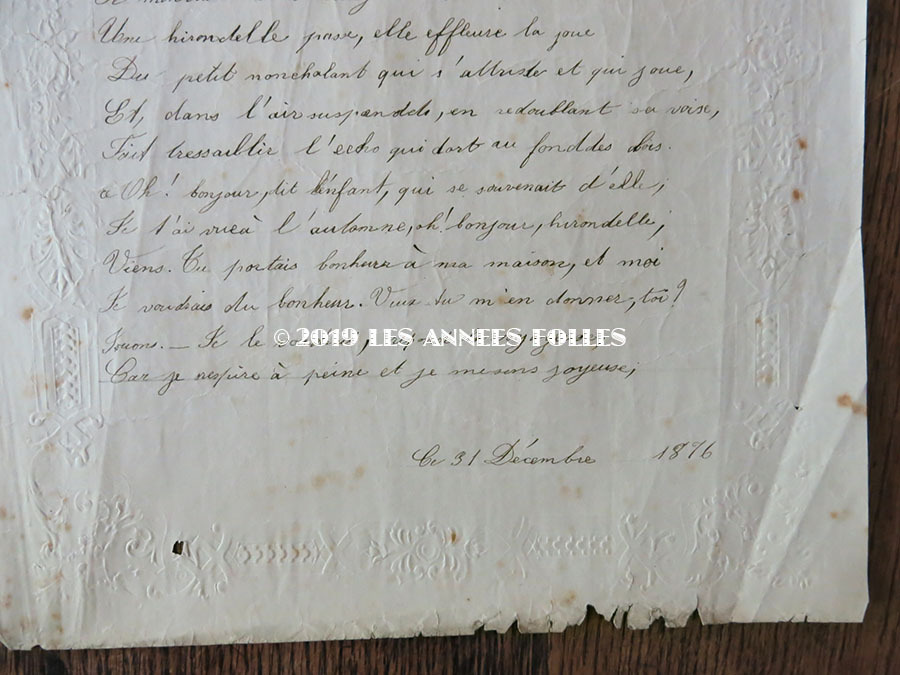 Une hirondelle passe, elle effleure la joue
Du petit nonchalant qui s'attriste et qui joue,
Et, dans l'air suspendu, en redoublant sa voix,
Fait tressaillir l'echo qui dort au fond des bois.
« Oh! bonjour, dit l'enfant, qui se souvenait d'elle;
Je t'ai vue à l'automne, oh! bonjour, hirondelle;
Viens. Tu portais bonheur à ma maison, et moi
Je voudrais du bonheur. Veux tu m'en donner, toi?
© 2019 LES ANNEES FOLLES
Jouons. — Je le
Car je respire à peine et je me sens joyeuse;
Ce 31 Décembre 1876